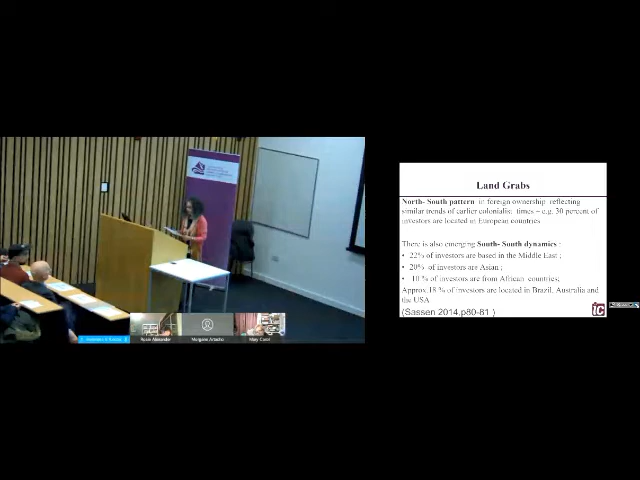 Land Grabs
North- South pattern in foreign ownership reflecting
similar trends of earlier colonialist times – e.g. 30 percent of
investors are located in European countries.
There is also emerging South- South dynamics ;
• 22% of investors are based in the Middle East ;
• 20% of investors are Asian ;
• 10 % of investors are from African countries;
Approx.18 % of investors are located in Brazil, Australia and
the USA
(Sassen 2014,p80-81 )
ic
Morgane
Mary